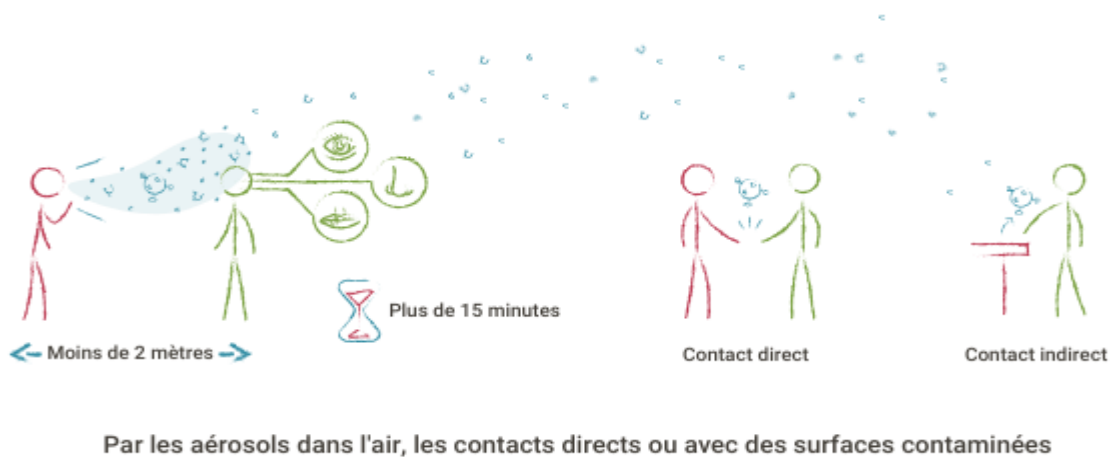 Plus de 15 minutes
Moins de 2 mètres
Contact direct
Contact indirect
Par les aérosols dans l'air, les contacts directs ou avec des surfaces contaminées